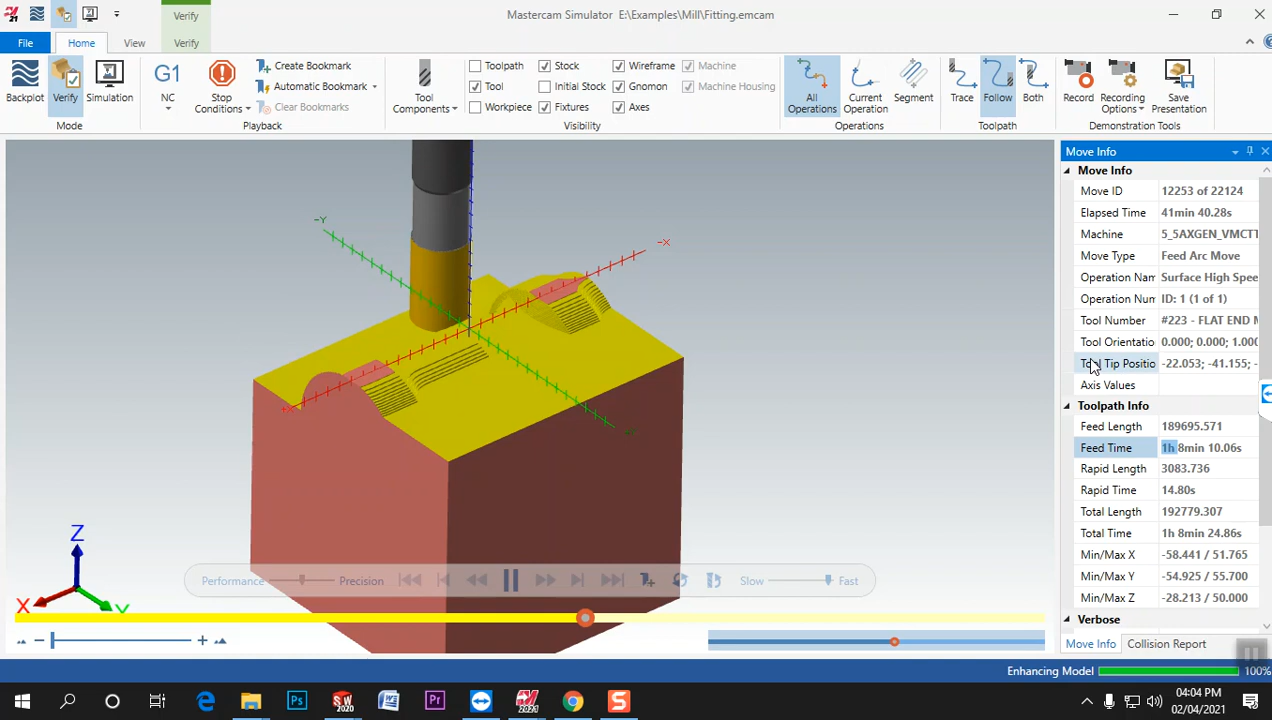 Verify
Mastercam Simulator E:\Examples\Mill\Fitting.emcam
File Home View Verify
Backplot Verify Simulation
Mode
G1
NC
Stop Conditions
Create Bookmark
Automatic Bookmark
Clear Bookmarks
Playback
Tool Components
Toolpath Stock Wireframe Machine
Tool Initial Stock Gnomon Machine Housing
Workpiece Fixtures Axes
Visibility
All Operations Current Operation Segment
Operations
Trace Follow Both
Toolpath
Record Recording Options Save Presentation
Demonstration Tools
-Y
-X
+X
Z
X
Y
Performance Precision
Slow Fast
Move Info
Move Info
Move ID 12253 of 22124
Elapsed Time 41min 40.28s
Machine 5_5AXGEN_VMCTT
Move Type Feed Arc Move
Operation Nam Surface High Spee
Operation Num ID: 1 (1 of 1)
Tool Number #223 - FLAT END M
Tool Orientatio 0.000; 0.000; 1.000
Tool Tip Positio -22.053; -41.155; -
Axis Values
Toolpath Info
Feed Length 189695.571
Feed Time 1h 8min 10.06s
Rapid Length 3083.736
Rapid Time 14.80s
Total Length 192779.307
Total Time 1h 8min 24.86s
Min/Max X -58.441 / 51.765
Min/Max Y -54.925 / 55.700
Min/Max Z -28.213 / 50.000
Verbose
Move Info Collision Report
Enhancing Model 100%
Ps
SW 2020
Pr
2021
S
04:04 PM
02/04/2021